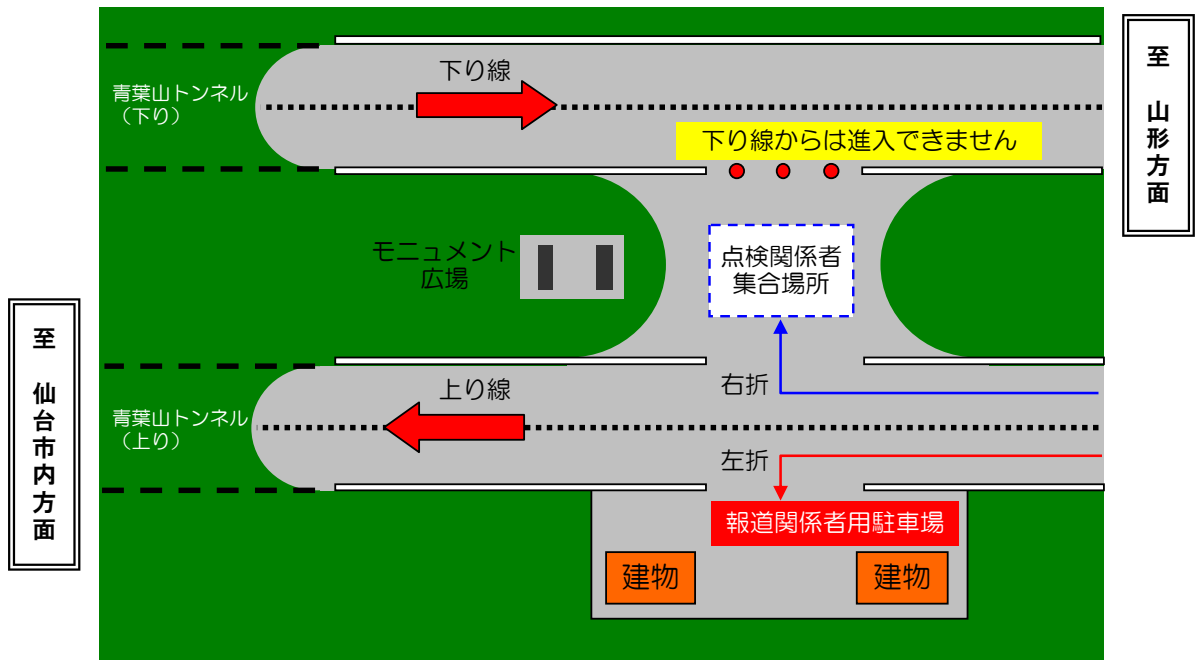 下り線
青葉山トンネル
（下り）
下り線からは進入できません
至 山形方面
モニュメント
広場
点検関係者
集合場所
至 仙台市内方面
右折
上り線
青葉山トンネル
（上り）
左折
報道関係者用駐車場
建物
建物